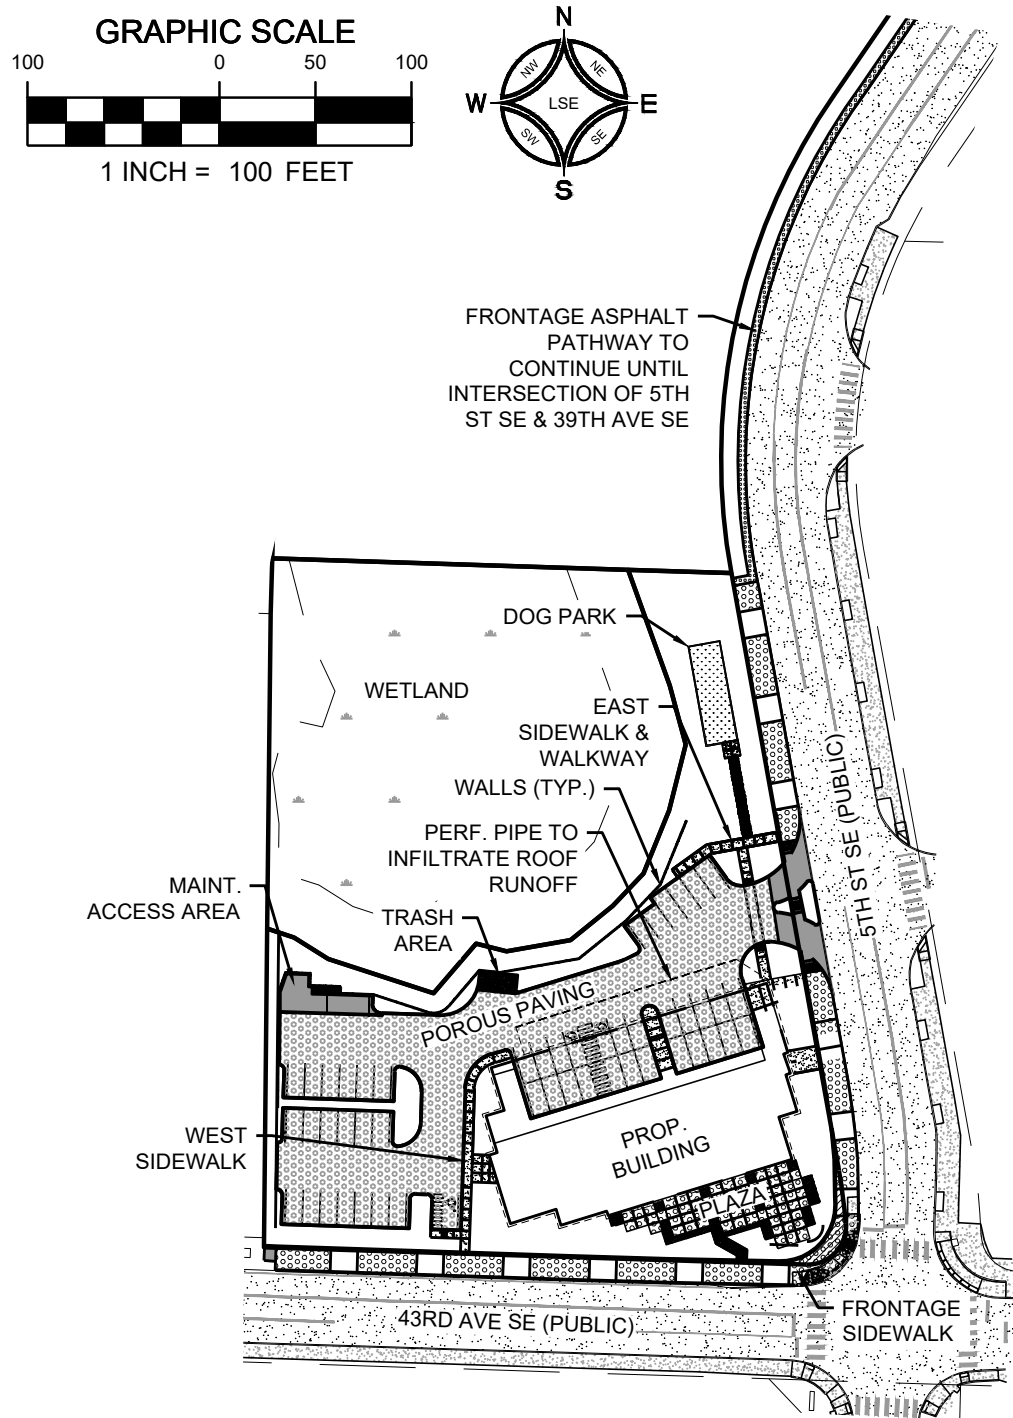 GRAPHIC SCALE
100 0 50 100
1 INCH = 100 FEET
N
NW NE
W LSE E
SW SE
S
FRONTAGE ASPHALT
PATHWAY TO
CONTINUE UNTIL
INTERSECTION OF 5TH
ST SE & 39TH AVE SE
DOG PARK
WETLAND
EAST
SIDEWALK &
WALKWAY
WALLS (TYP.)
PERF. PIPE TO
INFILTRATE ROOF
RUNOFF
5TH ST SE (PUBLIC)
MAINT.
ACCESS AREA
TRASH
AREA
POROUS PAVING
WEST
SIDEWALK
PROP.
BUILDING
PLAZA
FRONTAGE
SIDEWALK
43RD AVE SE (PUBLIC)